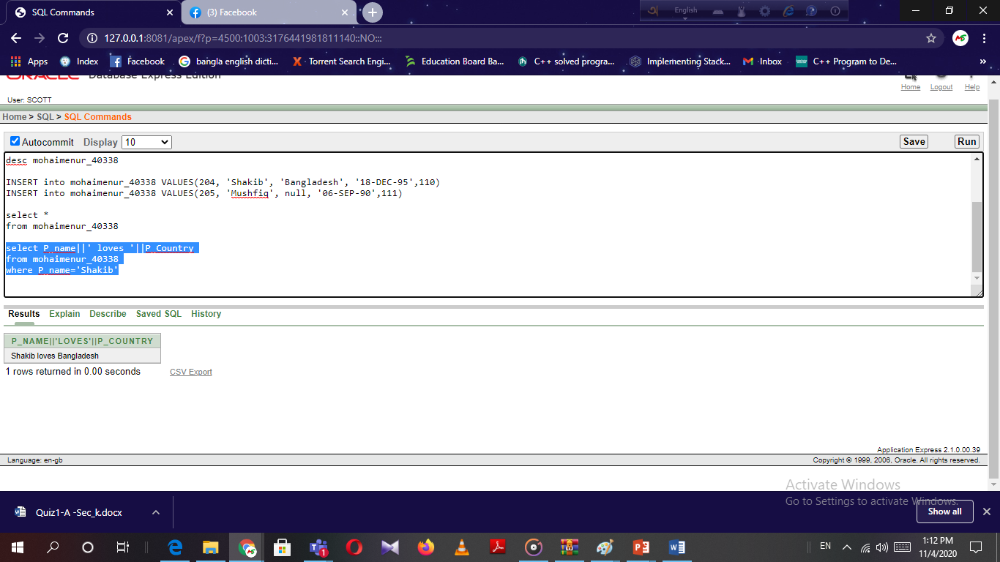 SQL Commands
(3) Facebook
English
127.0.0.1:8081/apex/f?p=4500:1003:3176441981811140::NO:::
Apps
Index
Facebook
bangla english dicti...
Torrent Search Engi...
Education Board Ba...
C++ solved progra...
Implementing Stack...
Inbox
C++ Program to De...
ORACLE Database Express Edition
Home
Logout
Help
User: SCOTT
Home > SQL > SQL Commands
Autocommit Display 10
Save
Run
desc mohaimenur_40338
INSERT into mohaimenur_40338 VALUES(204, 'Shakib', 'Bangladesh', '18-DEC-95',110)
INSERT into mohaimenur_40338 VALUES(205, 'Mushfiq', null, '06-SEP-90',111)
select *
from mohaimenur_40338
select P_name||' loves '||P_Country
from mohaimenur_40338
where P_name='Shakib'
Results Explain Describe Saved SQL History
P_NAME||'LOVES'||P_COUNTRY
Shakib loves Bangladesh
1 rows returned in 0.00 seconds
CSV Export
Application Express 2.1.0.00.39
Language: en-gb
Copyright © 1999, 2006, Oracle. All rights reserved.
Activate Windows
Go to Settings to activate Windows.
Quiz1-A -Sec_k.docx
Show all
EN
1:12 PM
11/4/2020